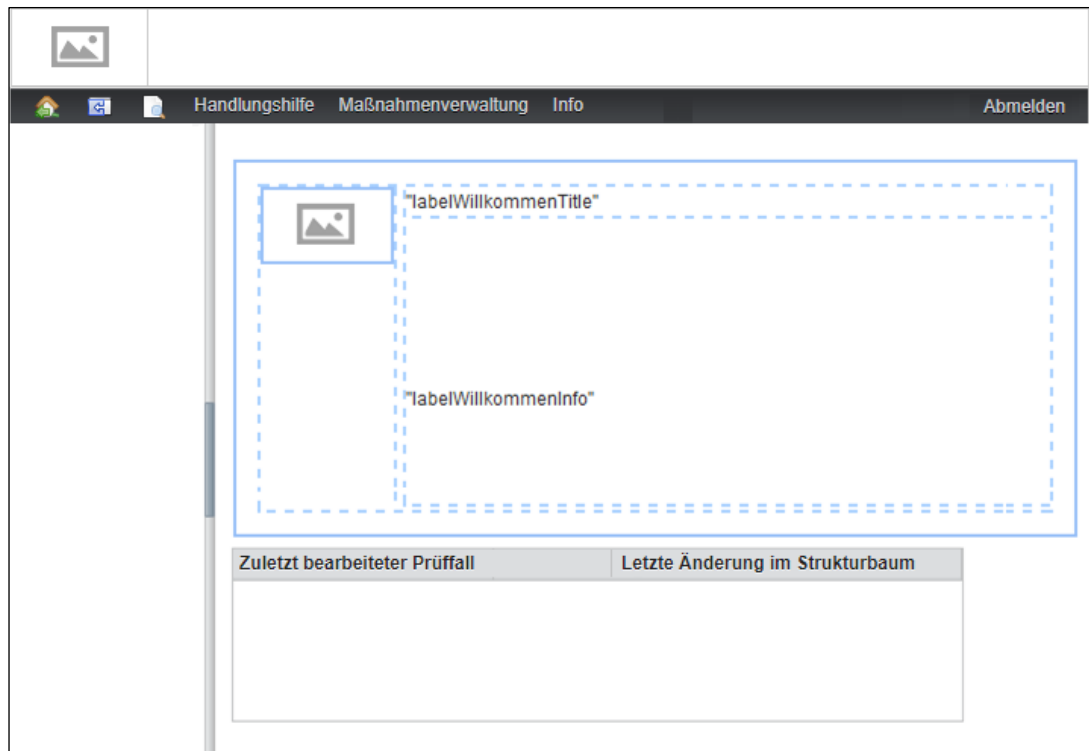 Handlungshilfe Maßnahmenverwaltung Info Abmelden
"labelWillkommenTitle"
"labelWillkommenInfo"
Zuletzt bearbeiteter Prüffall Letzte Änderung im Strukturbaum